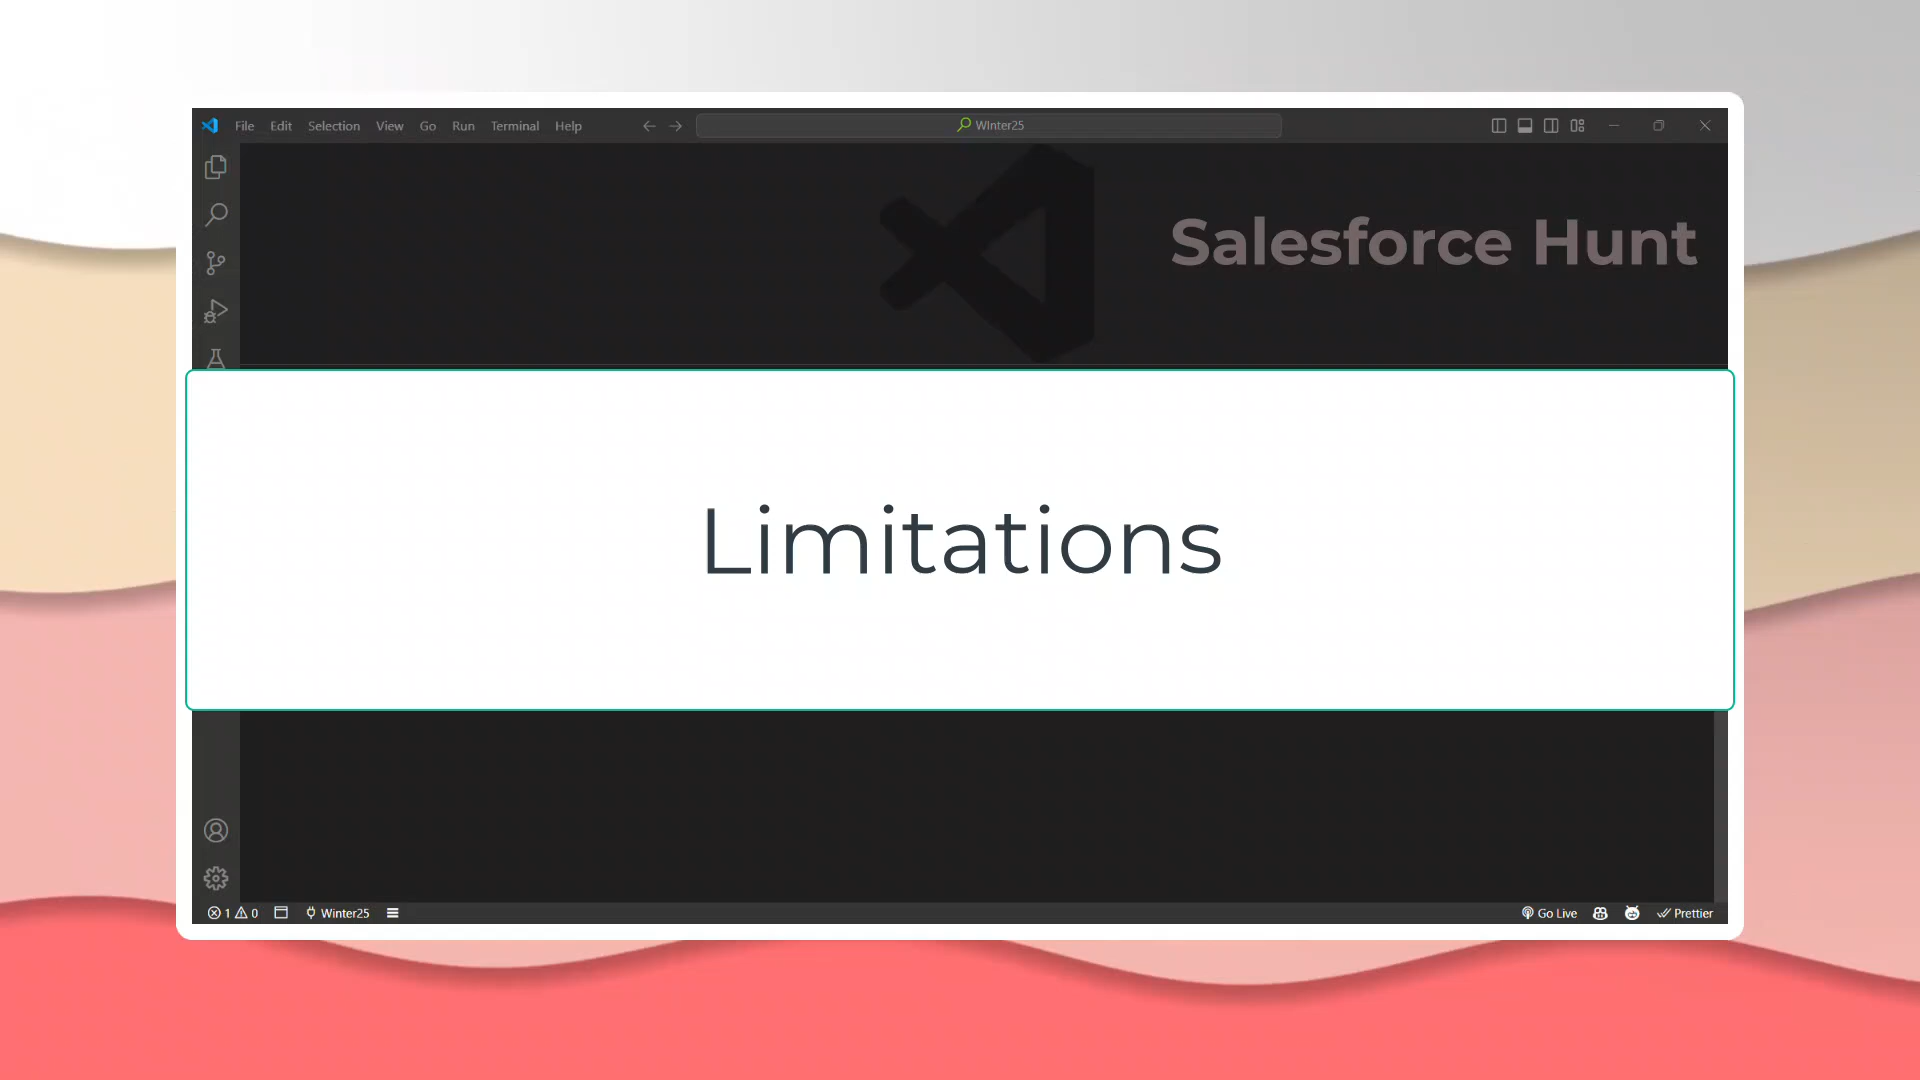 File Edit Selection View Go Run Terminal Help
WInter25
Salesforce Hunt
Limitations
1 0 Winter25
Go Live Prettier